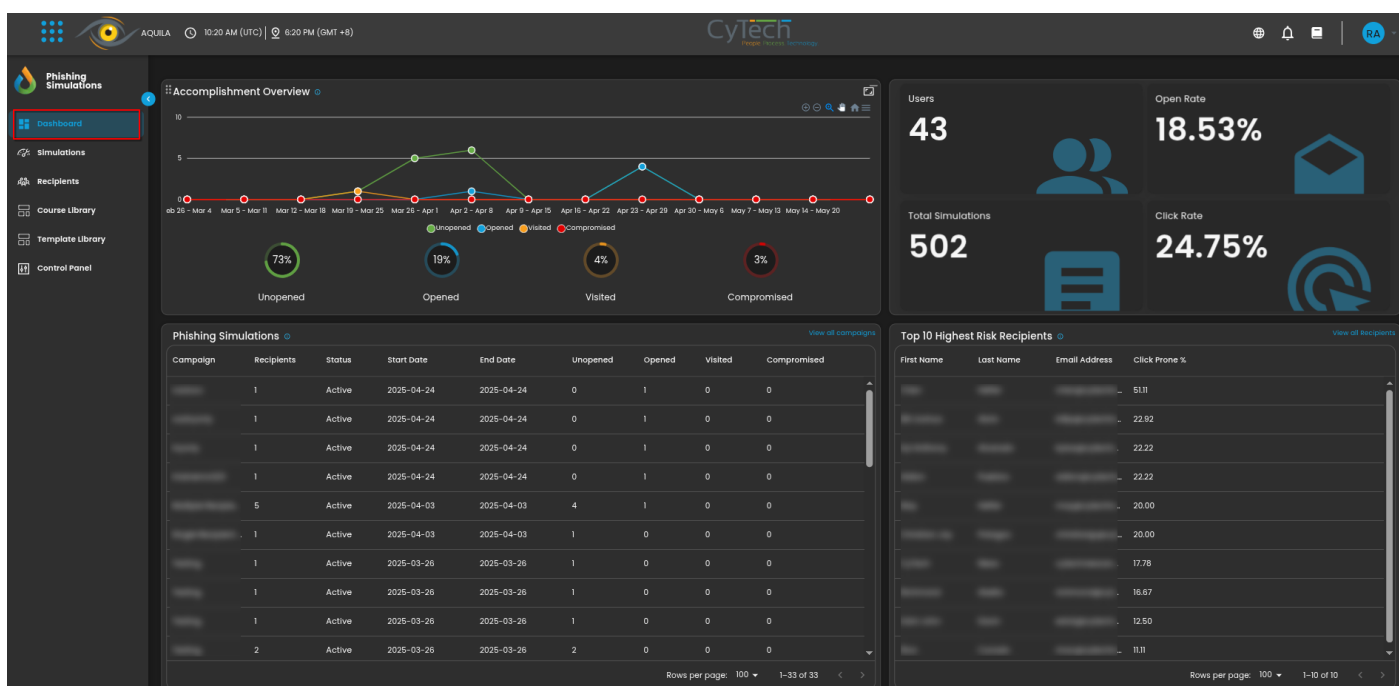 AQUILA 10:20 AM (UTC) 6:20 PM (GMT +8)
CyTech
People Process Technology
RA
Phishing
Simulations
Dashboard
Simulations
Recipients
Course Library
Template Library
Control Panel
Accomplishment Overview
10
5
0
eb 26 - Mar 4 Mar 5 - Mar 11 Mar 12 - Mar 18 Mar 19 - Mar 25 Mar 26 - Apr 1 Apr 2 - Apr 8 Apr 9 - Apr 15 Apr 16 - Apr 22 Apr 23 - Apr 29 Apr 30 - May 6 May 7 - May 13 May 14 - May 20
Unopened Opened Visited Compromised
73% 19% 4% 3%
Unopened Opened Visited Compromised
Users
43
Open Rate
18.53%
Total Simulations
502
Click Rate
24.75%
Phishing Simulations View all campaigns
Campaign Recipients Status Start Date End Date Unopened Opened Visited Compromised
1 Active 2025-04-24 2025-04-24 0 1 0 0
1 Active 2025-04-24 2025-04-24 0 1 0 0
1 Active 2025-04-24 2025-04-24 0 1 0 0
1 Active 2025-04-24 2025-04-24 0 1 0 0
5 Active 2025-04-03 2025-04-03 4 1 0 0
1 Active 2025-04-03 2025-04-03 1 0 0 0
1 Active 2025-03-26 2025-03-26 1 0 0 0
1 Active 2025-03-26 2025-03-26 1 0 0 0
1 Active 2025-03-26 2025-03-26 1 0 0 0
2 Active 2025-03-26 2025-03-26 2 0 0 0
Rows per page: 100 1-33 of 33
Top 10 Highest Risk Recipients View all Recipients
First Name Last Name Email Address Click Prone %
51.11
22.92
22.22
22.22
20.00
20.00
17.78
16.67
12.50
11.11
Rows per page: 100 1-10 of 10